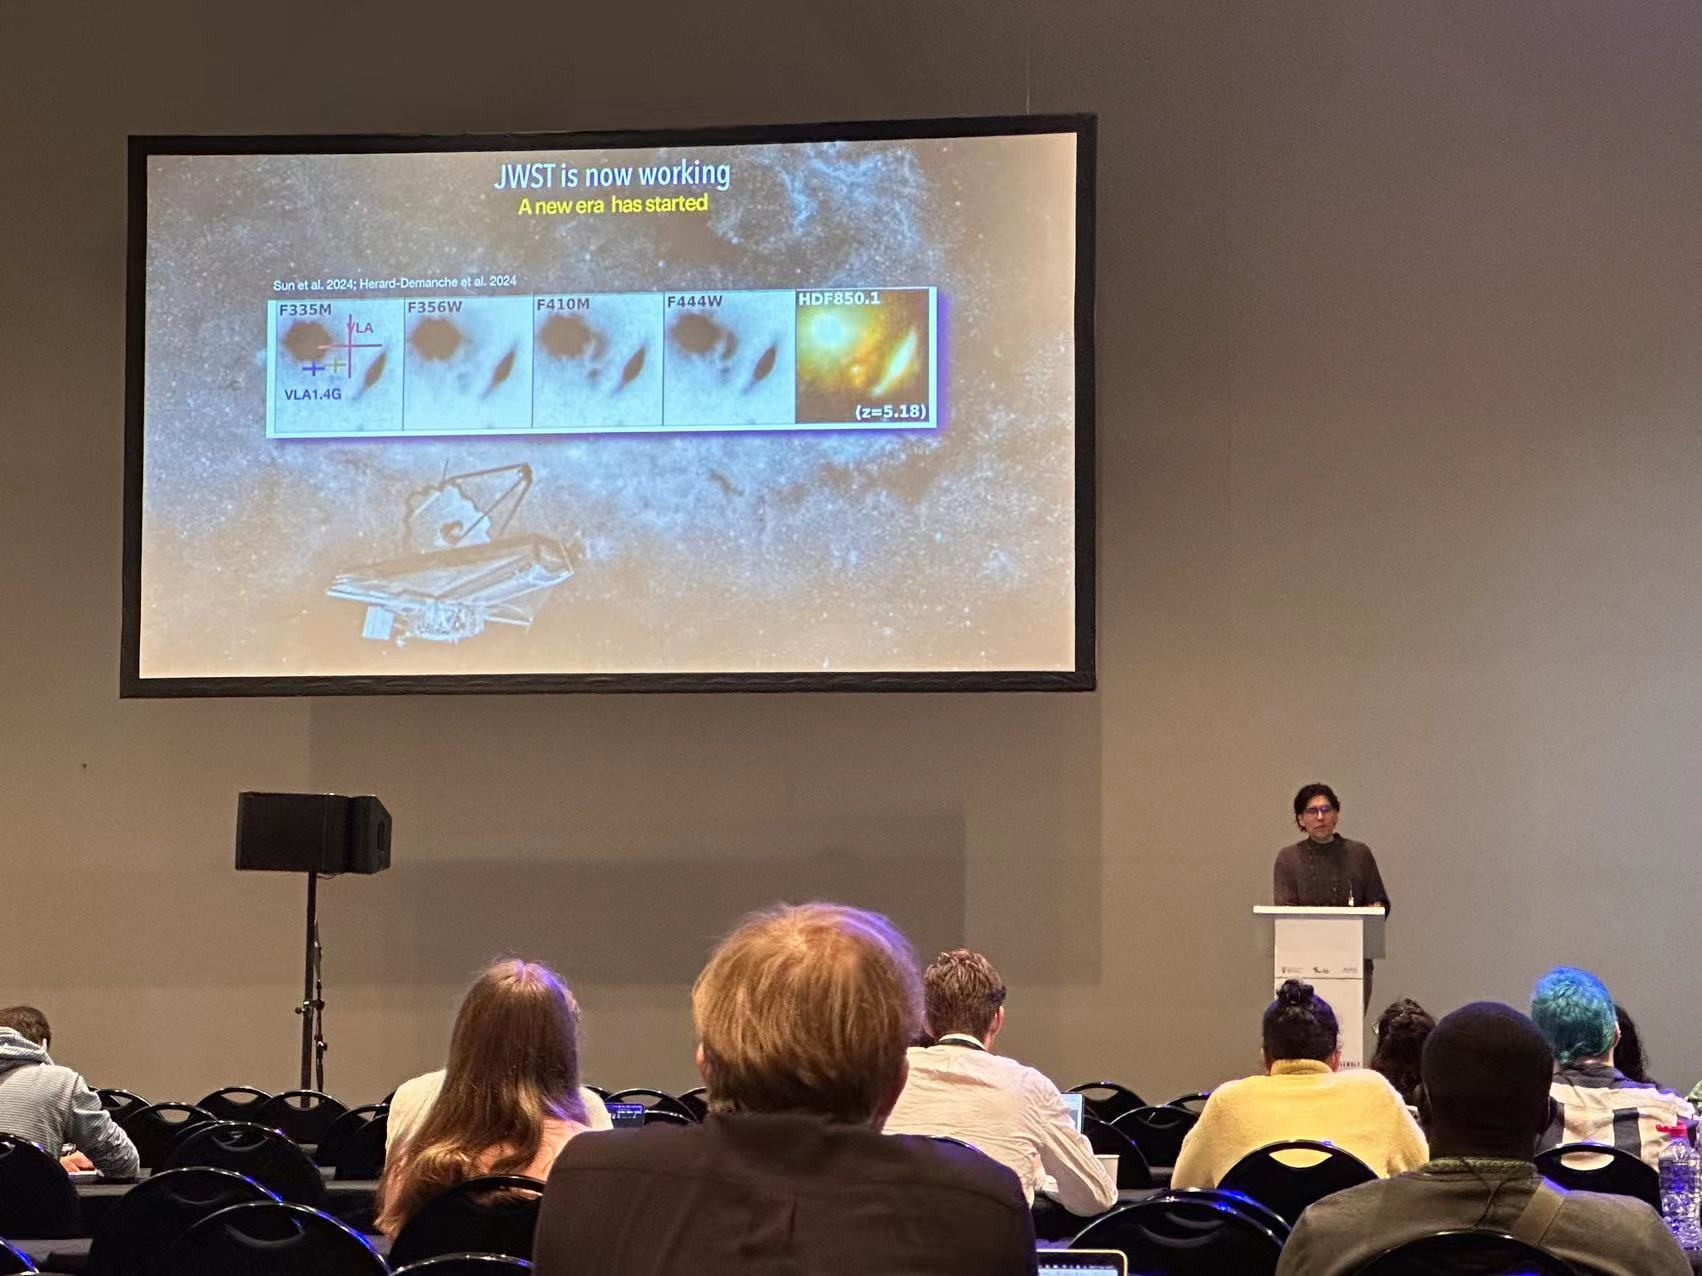 JWST is now working
A new era has started
Sun et al. 2024; Herard-Demanche et al. 2024
F335M
F356W
F410M
F444W
HDF850.1
VLA
VLA1.4G
(z=5.18)